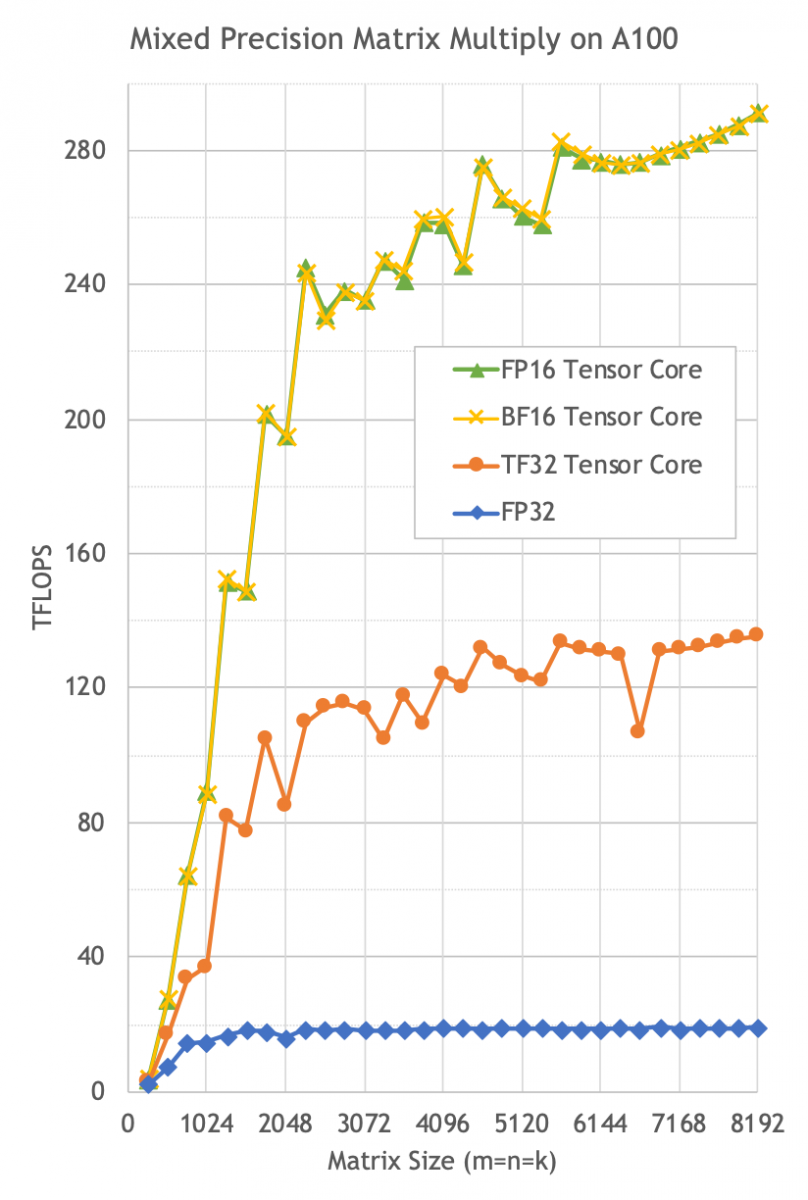 Mixed Precision Matrix Multiply on A100
280
240
200
160
120
80
40
0
TFLOPS
FP16 Tensor Core
BF16 Tensor Core
TF32 Tensor Core
FP32
0 1024 2048 3072 4096 5120 6144 7168 8192
Matrix Size (m=n=k)